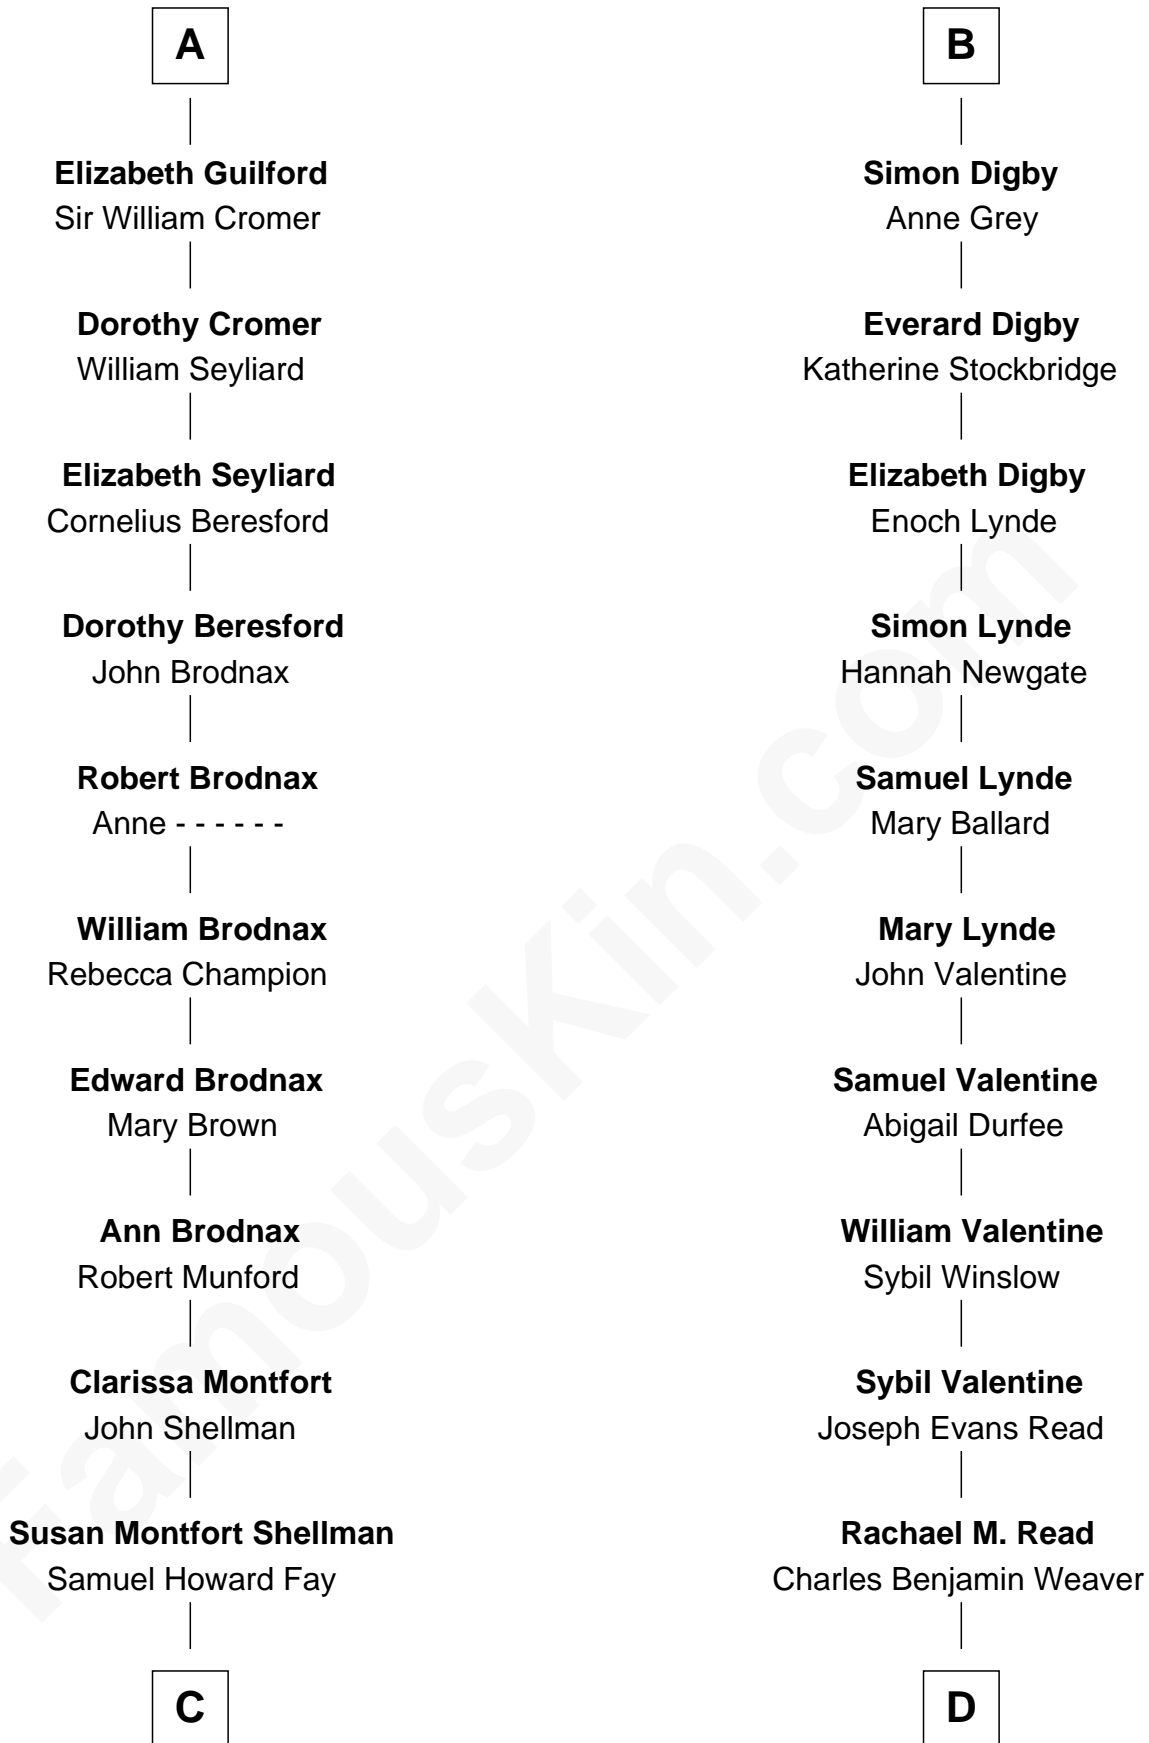 A
Elizabeth Guilford
Sir William Cromer
Dorothy Cromer
William Seyliard
Elizabeth Seyliard
Cornelius Beresford
Dorothy Beresford
John Brodnax
Robert Brodnax
Anne - - - - - -
William Brodnax
Rebecca Champion
Edward Brodnax
Mary Brown
Ann Brodnax
Robert Munford
Clarissa Montfort
John Shellman
Susan Montfort Shellman
Samuel Howard Fay
C
B
Simon Digby
Anne Grey
Everard Digby
Katherine Stockbridge
Elizabeth Digby
Enoch Lynde
Simon Lynde
Hannah Newgate
Samuel Lynde
Mary Ballard
Mary Lynde
John Valentine
Samuel Valentine
Abigail Durfee
William Valentine
Sybil Winslow
Sybil Valentine
Joseph Evans Read
Rachael M. Read
Charles Benjamin Weaver
D
FamousKin.com